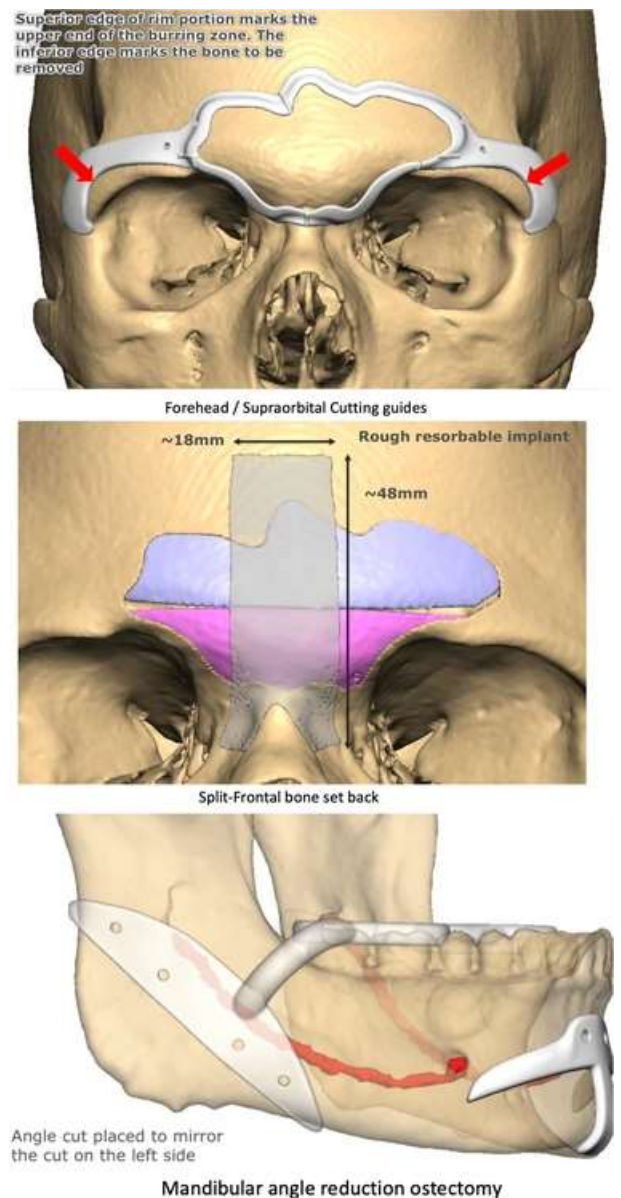 Superior edge of rim portion marks the
upper end of the burring zone. The
inferior edge marks the bone to be
removed
Forehead / Supraorbital Cutting guides
~18mm
Rough resorbable implant
~48mm
Split-Frontal bone set back
Angle cut placed to mirror
the cut on the left side
Mandibular angle reduction ostectomy